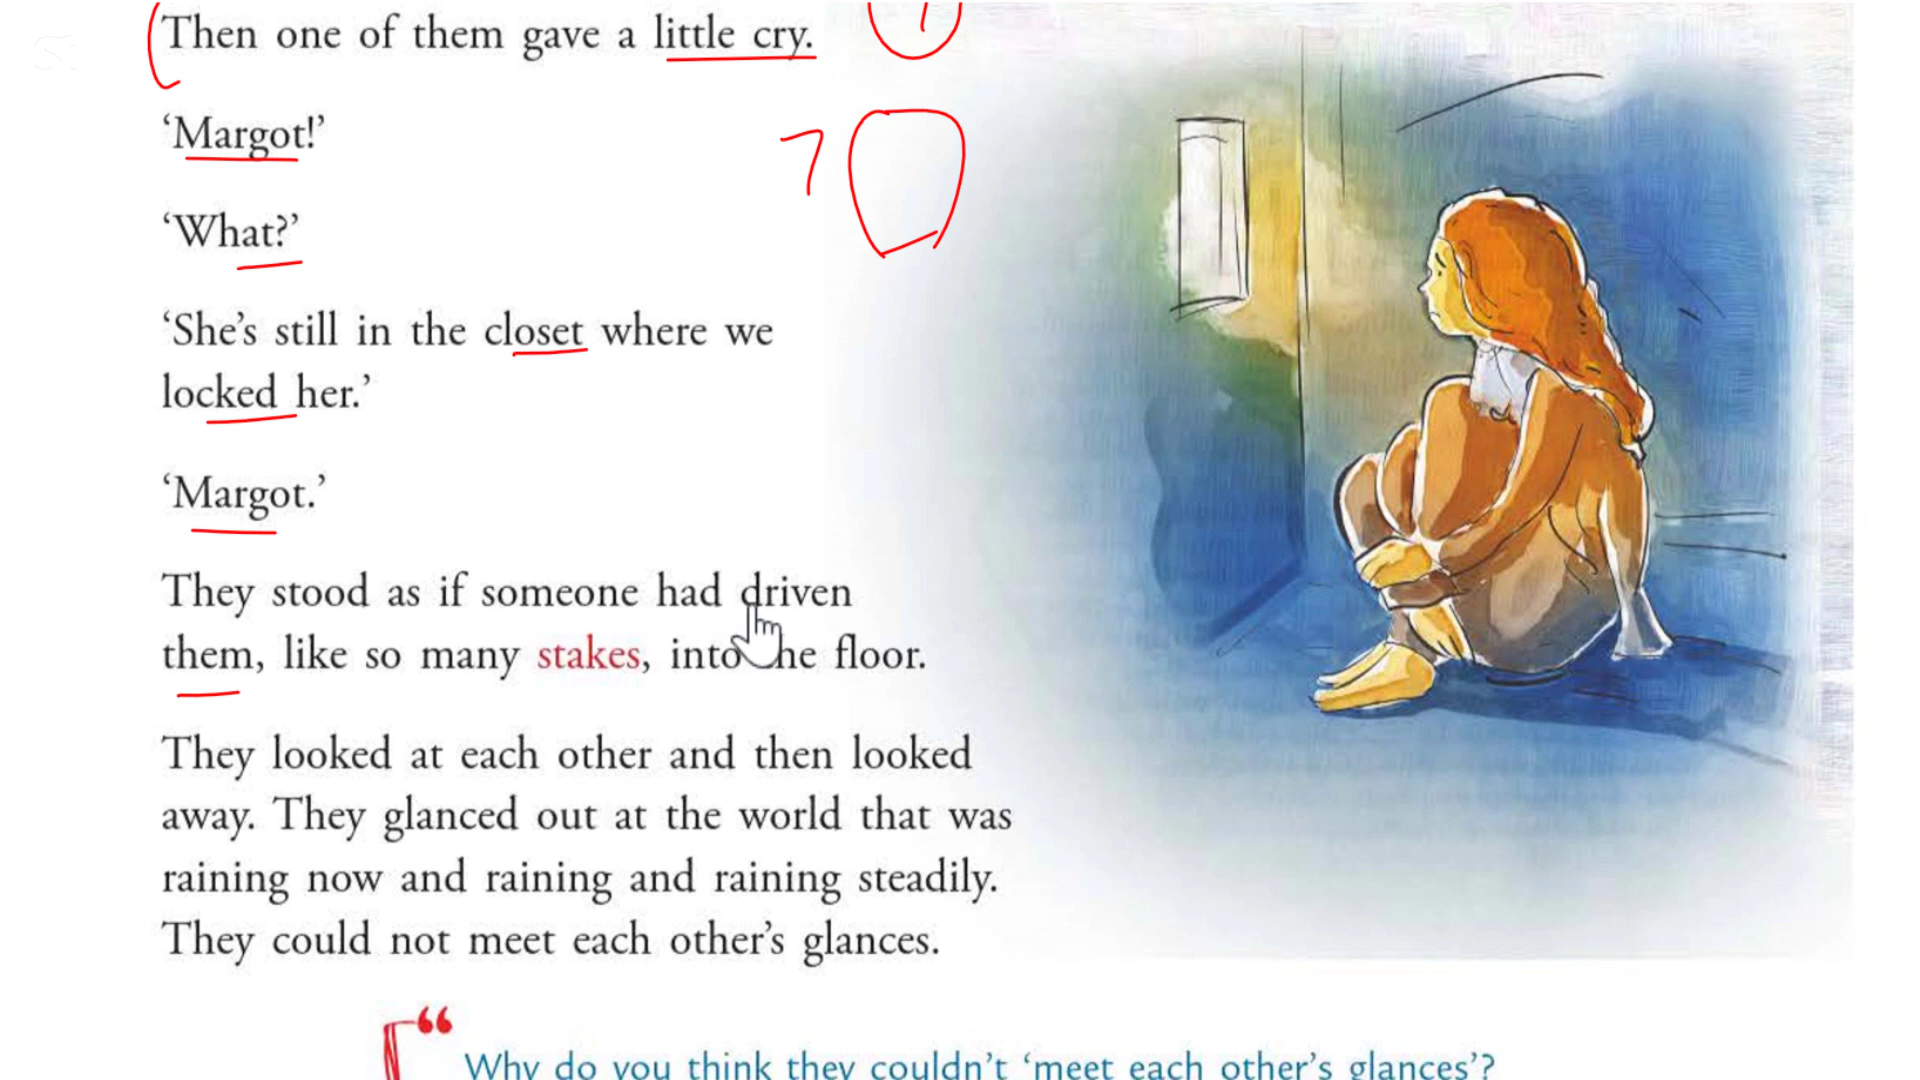 Then one of them gave a little cry.
7
‘Margot!’
‘What?’
‘She’s still in the closet where we
locked her.’
‘Margot.’
They stood as if someone had driven
them, like so many stakes, into the floor.
They looked at each other and then looked
away. They glanced out at the world that was
raining now and raining and raining steadily.
They could not meet each other’s glances.
“
Why do you think they couldn’t ‘meet each other’s glances’?